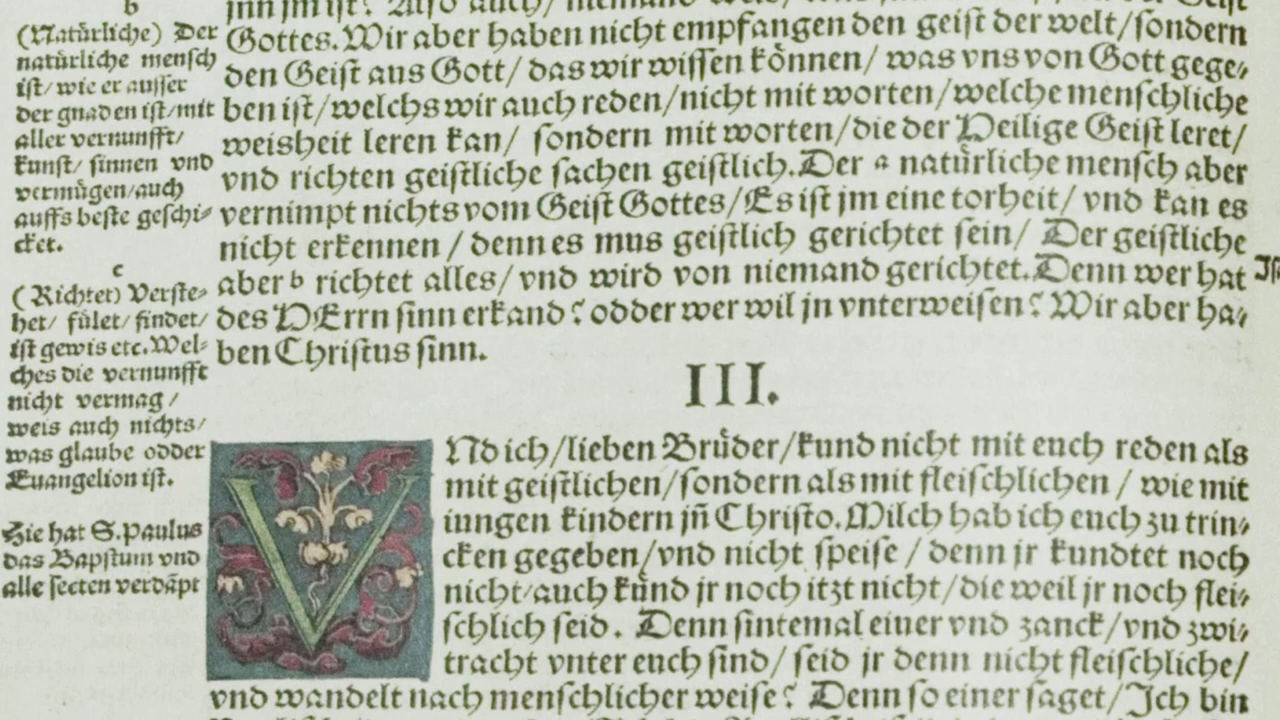 b
(Natürliche) Der
natürliche mensch
ist/ wie er ausser
der gnaden ist/mit
aller vernunfft/
kunst/ sinnen vnd
vermügen/auch
auffs beste geschi-
cket.
c
(Richtet) Verste-
het/ fület/ findet/
ist gewis etc. Wel-
ches die vernunfft
nicht vermag/
weis auch nichts/
was glaube odder
Euangelion ist.
Hie hat S. Paulus
das Bapstum vnd
alle secten verdāpt
jnn jm ist? Also auch/ niemand
Gottes. Wir aber haben nicht empfangen den geist der welt/sondern
den Geist aus Gott/ das wir wissen können/ was vns von Gott gege-
ben ist/welchs wir auch reden/nicht mit worten/welche menschliche
weisheit leren kan/ sondern mit worten/die der Heilige Geist leret/
vnd richten geistliche sachen geistlich. Der a natürliche mensch aber
vernimpt nichts vom Geist Gottes/Es ist jm eine torheit/ vnd kan es
nicht erkennen/denn es mus geistlich gerichtet sein/ Der geistliche
aber b richtet alles/ vnd wird von niemand gerichtet. Denn wer hat
des HErrn sinn erkand? odder wer wil jn vnterweisen? Wir aber ha-
ben Christus sinn.
III.
VNd ich/lieben Brüder/kund nicht mit euch reden als
mit geistlichen/sondern als mit fleischlichen/ wie mit
iungen kindern jnn̄ Christo. Milch hab ich euch zu trin-
cken gegeben/vnd nicht speise/ denn jr kundtet noch
nicht/auch künd jr noch itzt nicht/die weil jr noch flei-
schlich seid. Denn sintemal eiuer vnd zanck/vnd zwi-
tracht vnter euch sind/ seid jr denn nicht fleischliche/
vnd wandelt nach menschlicher weise? Denn so einer saget/Ich bin